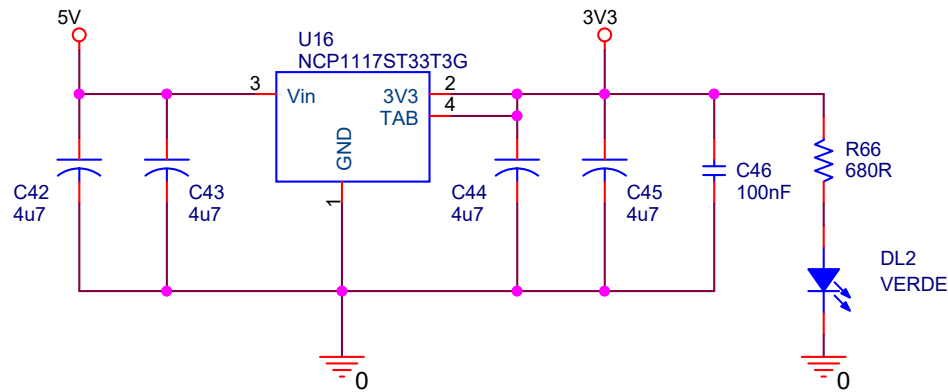 5V
3V3
U16
NCP1117ST33T3G
3
Vin
3V3
2
TAB
4
GND
1
C42
4u7
C43
4u7
C44
4u7
C45
4u7
C46
100nF
R66
680R
DL2
VERDE
0
0